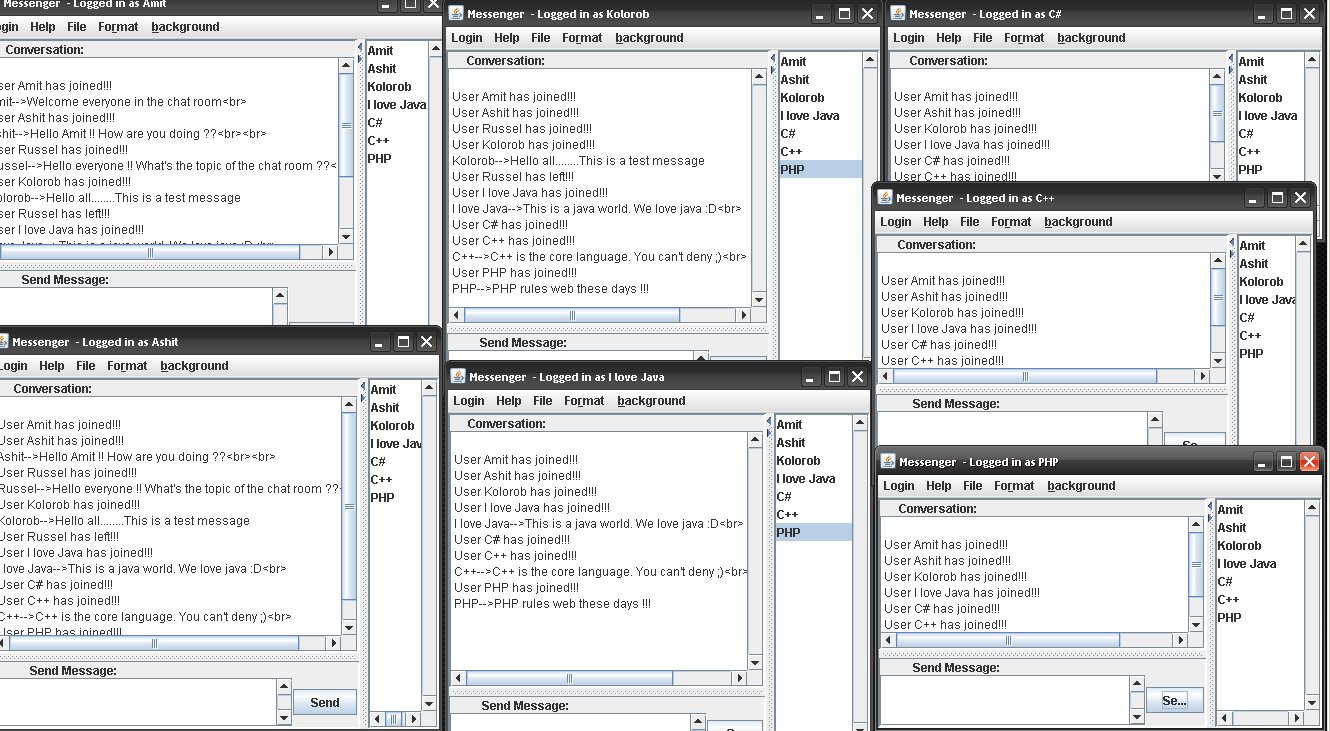 Messenger - Logged in as Amit
ogin Help File Format background
Conversation:
ser Amit has joined!!!
mit-->Welcome everyone in the chat room<br>
ser Ashit has joined!!!
shit-->Hello Amit !! How are you doing ??<br><br>
ser Russel has joined!!!
ussel-->Hello everyone !! What's the topic of the chat room ??<
ser Kolorob has joined!!!
olorob-->Hello all........This is a test message
ser Russel has left!!!
ser I love Java has joined!!!
love Java-->This is a java world. We love java :D<br>
Send Message:
Amit
Ashit
Kolorob
I love Java
C#
C++
PHP
Messenger - Logged in as Kolorob
Login Help File Format background
Conversation:
User Amit has joined!!!
User Ashit has joined!!!
User Russel has joined!!!
User Kolorob has joined!!!
Kolorob-->Hello all........This is a test message
User Russel has left!!!
User I love Java has joined!!!
I love Java-->This is a java world. We love java :D<br>
User C# has joined!!!
User C++ has joined!!!
C++-->C++ is the core language. You can't deny ;)<br>
User PHP has joined!!!
PHP-->PHP rules web these days !!!
Send Message:
Amit
Ashit
Kolorob
I love Java
C#
C++
PHP
Messenger - Logged in as C#
Login Help File Format background
Conversation:
User Amit has joined!!!
User Ashit has joined!!!
User Kolorob has joined!!!
User I love Java has joined!!!
User C# has joined!!!
User C++ has joined!!!
Amit
Ashit
Kolorob
I love Java
C#
C++
PHP
Messenger - Logged in as C++
Login Help File Format background
Conversation:
User Amit has joined!!!
User Ashit has joined!!!
User Kolorob has joined!!!
User I love Java has joined!!!
User C# has joined!!!
User C++ has joined!!!
Send Message:
Se...
Amit
Ashit
Kolorob
I love Java
C#
C++
PHP
Messenger - Logged in as Ashit
Login Help File Format background
Conversation:
User Amit has joined!!!
User Ashit has joined!!!
Ashit-->Hello Amit !! How are you doing ??<br><br>
User Russel has joined!!!
Russel-->Hello everyone !! What's the topic of the chat room ??
User Kolorob has joined!!!
Kolorob-->Hello all........This is a test message
User Russel has left!!!
User I love Java has joined!!!
love Java-->This is a java world. We love java :D<br>
User C# has joined!!!
User C++ has joined!!!
C++-->C++ is the core language. You can't deny ;)<br>
User PHP has joined!!!
Send Message:
Send
Amit
Ashit
Kolorob
I love Jav
C#
C++
PHP
Messenger - Logged in as I love Java
Login Help File Format background
Conversation:
User Amit has joined!!!
User Ashit has joined!!!
User Kolorob has joined!!!
User I love Java has joined!!!
I love Java-->This is a java world. We love java :D<br>
User C# has joined!!!
User C++ has joined!!!
C++-->C++ is the core language. You can't deny ;)<br>
User PHP has joined!!!
PHP-->PHP rules web these days !!!
Send Message:
Amit
Ashit
Kolorob
I love Java
C#
C++
PHP
Messenger - Logged in as PHP
Login Help File Format background
Conversation:
User Amit has joined!!!
User Ashit has joined!!!
User Kolorob has joined!!!
User I love Java has joined!!!
User C# has joined!!!
User C++ has joined!!!
Send Message:
Se...
Amit
Ashit
Kolorob
I love Java
C#
C++
PHP